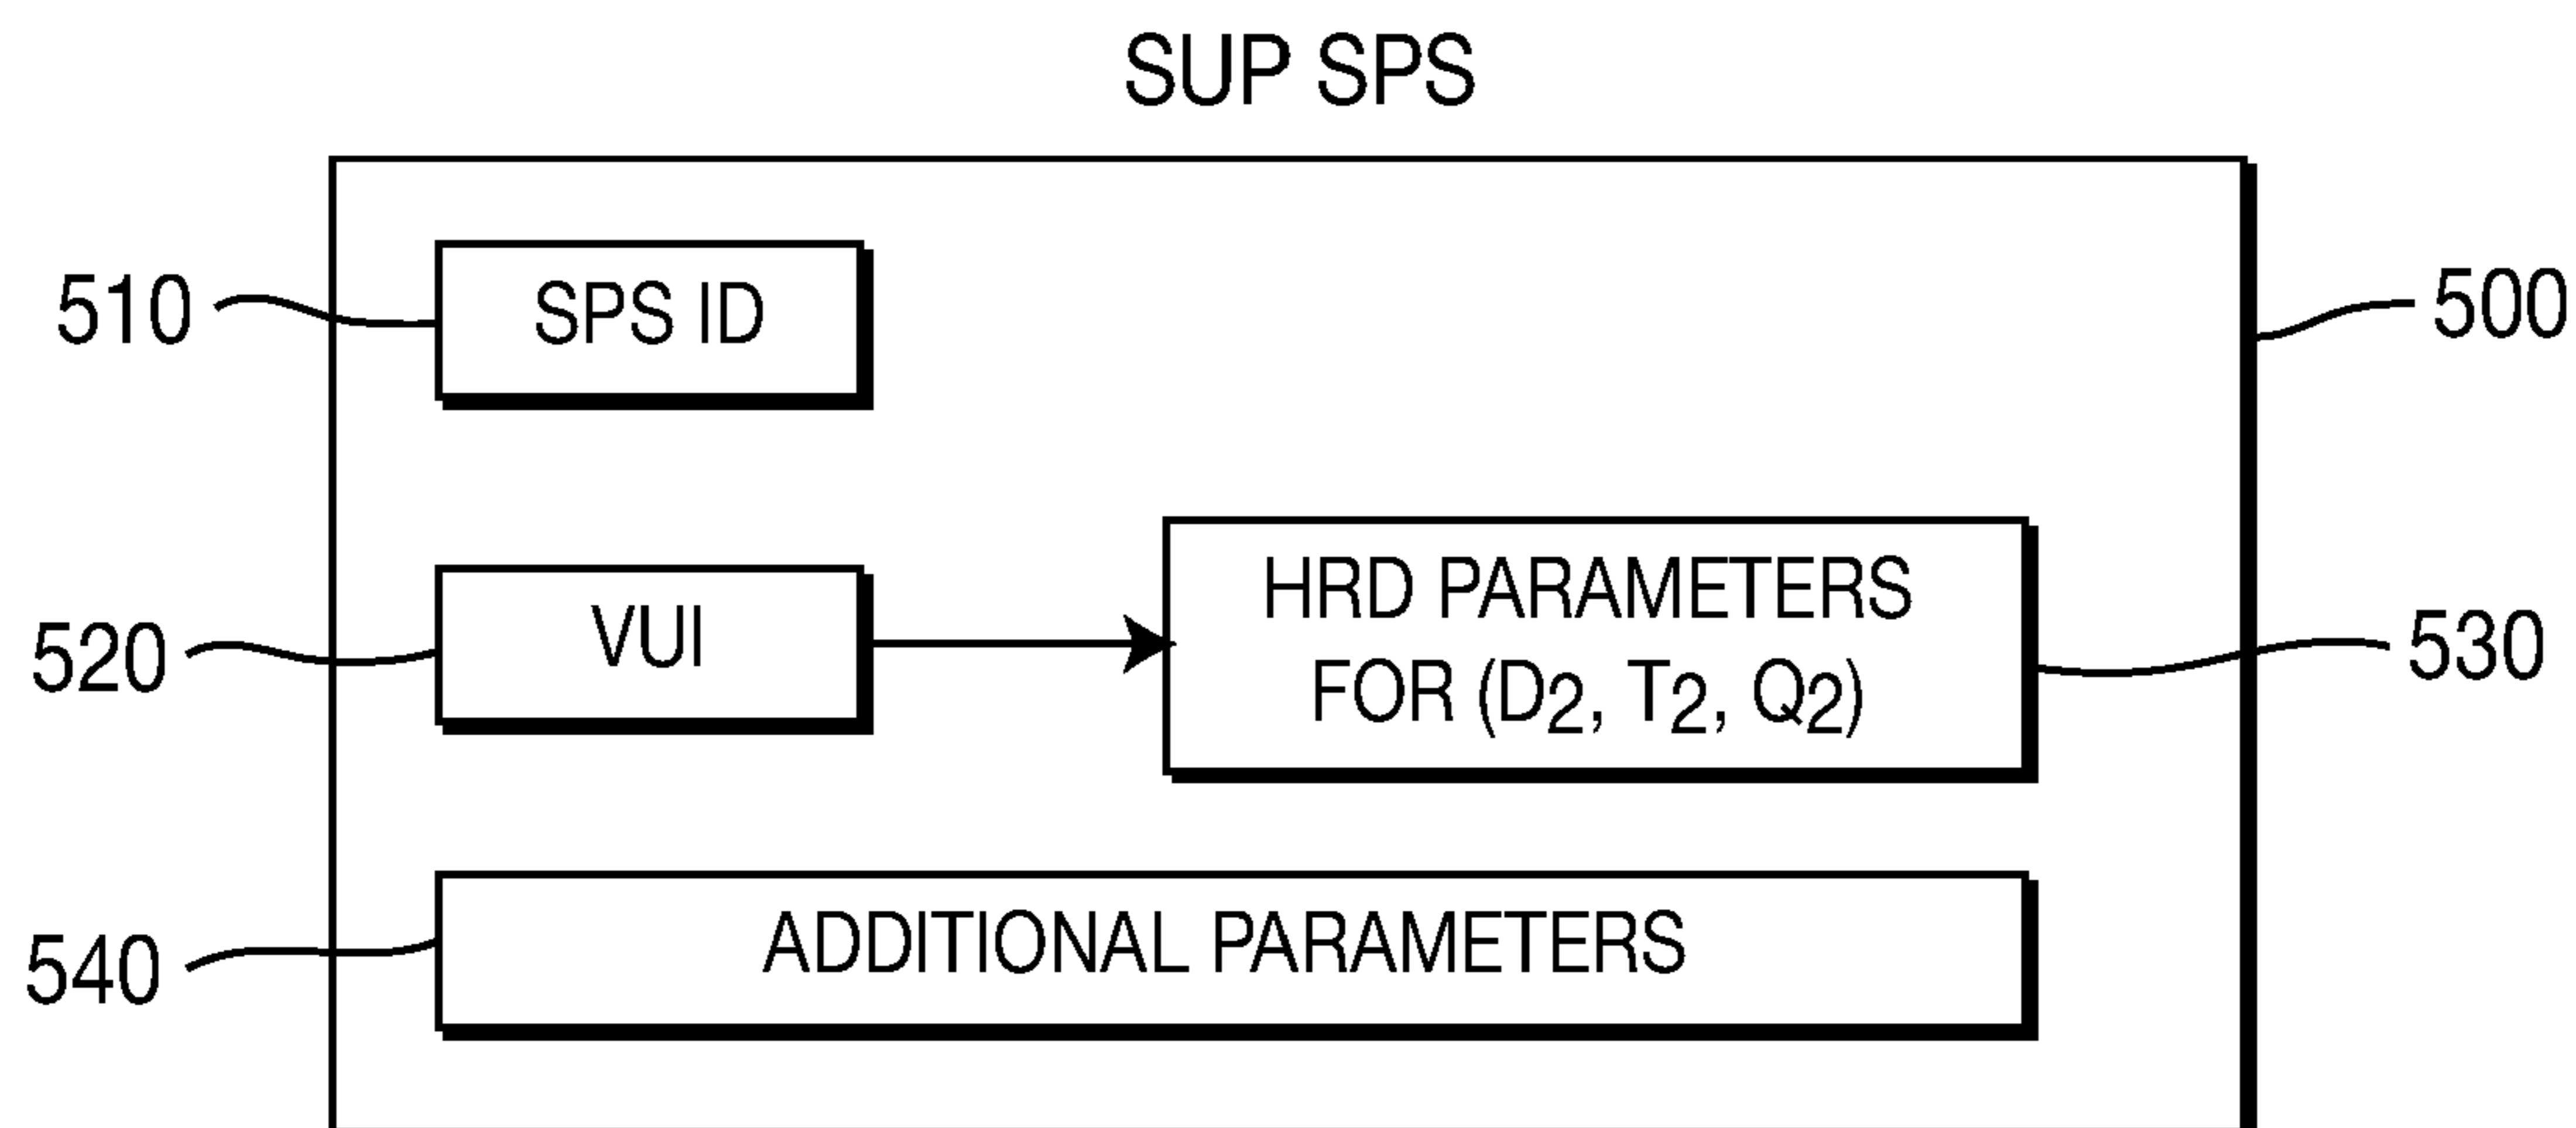 SUP SPS
510
SPS ID
500
520
VUI
HRD PARAMETERS
FOR (D2, T2, Q2)
530
540
ADDITIONAL PARAMETERS